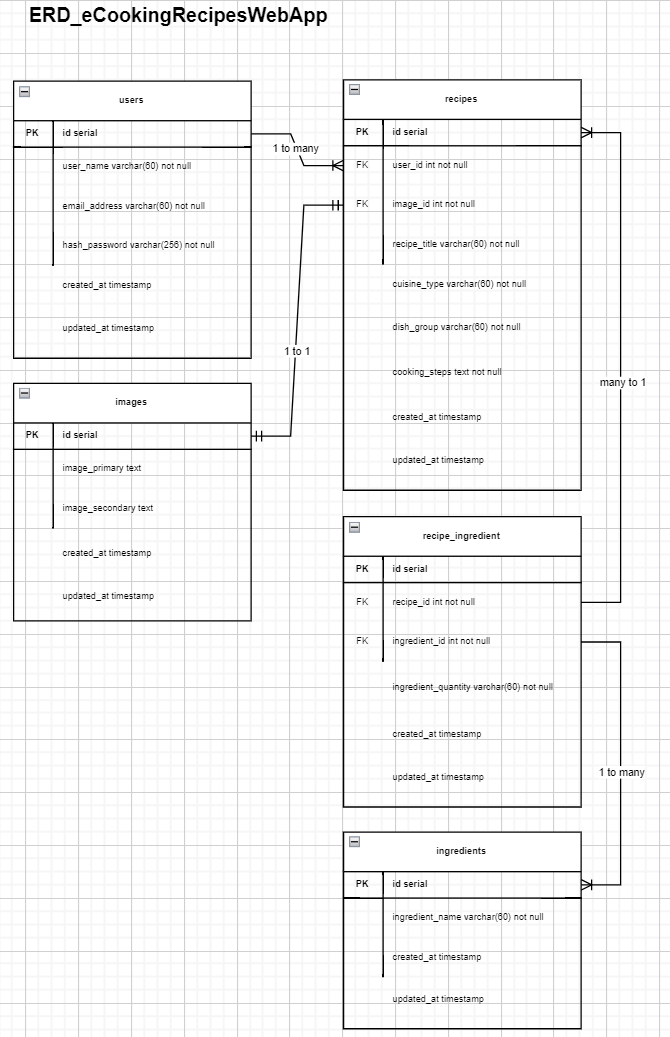 ERD_eCookingRecipesWebApp
users
PK id serial
user_name varchar(60) not null
email_address varchar(60) not null
hash_password varchar(256) not null
created_at timestamp
updated_at timestamp
1 to many
images
PK id serial
image_primary text
image_secondary text
created_at timestamp
updated_at timestamp
1 to 1
recipes
PK id serial
FK user_id int not null
FK image_id int not null
recipe_title varchar(60) not null
cuisine_type varchar(60) not null
dish_group varchar(60) not null
cooking_steps text not null
created_at timestamp
updated_at timestamp
many to 1
recipe_ingredient
PK id serial
FK recipe_id int not null
FK ingredient_id int not null
ingredient_quantity varchar(60) not null
created_at timestamp
updated_at timestamp
1 to many
ingredients
PK id serial
ingredient_name varchar(60) not null
created_at timestamp
updated_at timestamp